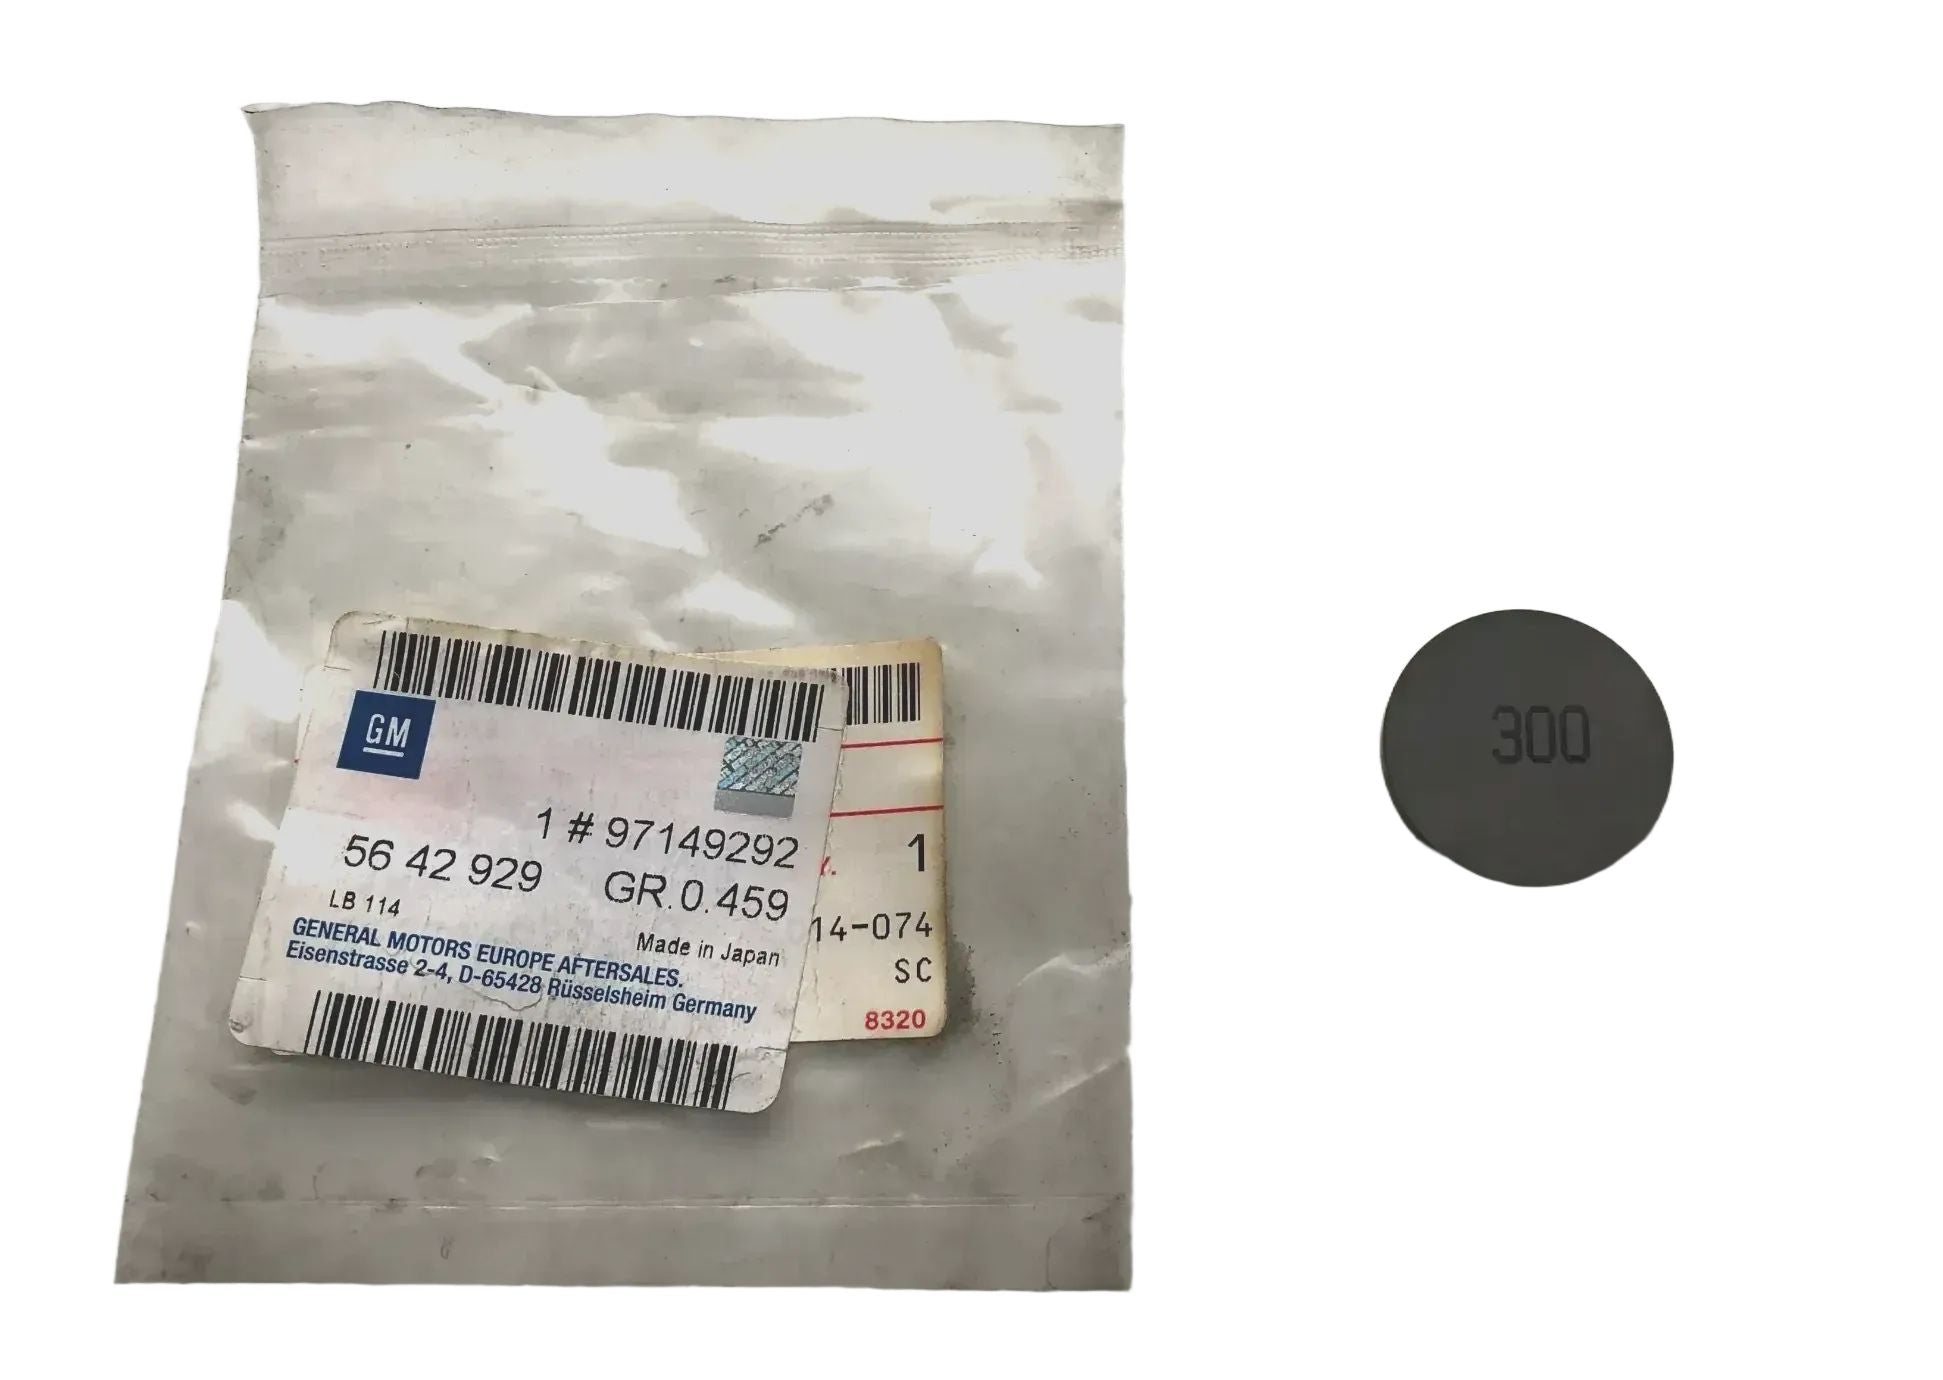 GM
1 # 97149292
56 42 929 GR.0.459
LB 114
Made in Japan
GENERAL MOTORS EUROPE AFTERSALES.
Eisenstrasse 2-4, D-65428 Rüsselsheim Germany
1
14-074
SC
8320
300